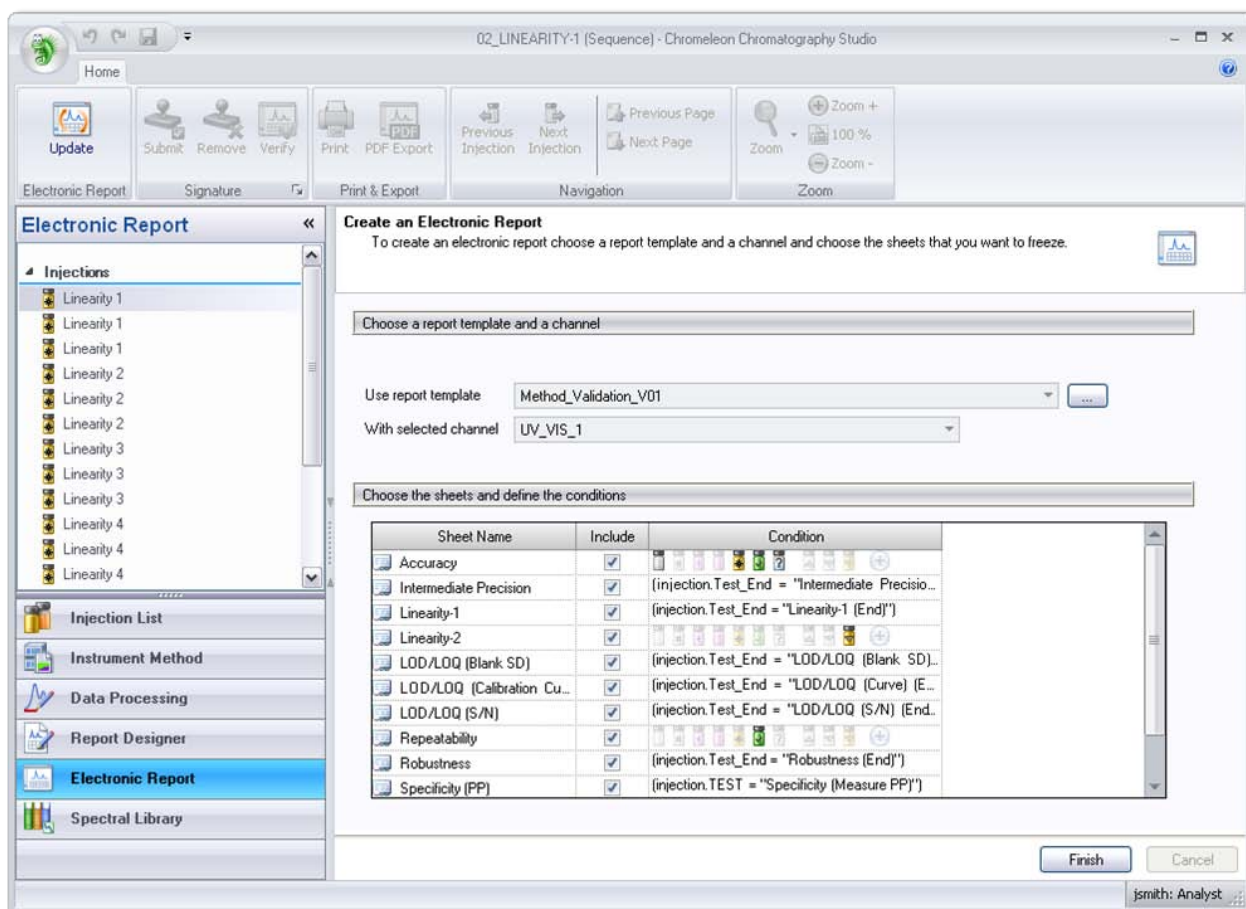 02_LINEARITY-1 (Sequence) - Chromeleon Chromatography Studio
Home
Update
Submit Remove Verify
Print PDF Export
Previous Injection Next Injection
Previous Page
Next Page
Zoom
Zoom +
100 %
Zoom -
Electronic Report
Signature
Print & Export
Navigation
Zoom
Electronic Report «
Injections
Linearity 1
Linearity 1
Linearity 1
Linearity 2
Linearity 2
Linearity 2
Linearity 3
Linearity 3
Linearity 3
Linearity 4
Linearity 4
Linearity 4
Injection List
Instrument Method
Data Processing
Report Designer
Electronic Report
Spectral Library
Create an Electronic Report
To create an electronic report choose a report template and a channel and choose the sheets that you want to freeze.
Choose a report template and a channel
Use report template Method_Validation_V01 ...
With selected channel UV_VIS_1
Choose the sheets and define the conditions
Sheet Name Include Condition
Accuracy
Intermediate Precision (injection.Test_End = "Intermediate Precisio...
Linearity-1 (injection.Test_End = "Linearity-1 (End)")
Linearity-2
LOD/LOQ (Blank SD) (injection.Test_End = "LOD/LOQ (Blank SD)...
LOD/LOQ (Calibration Cu... (injection.Test_End = "LOD/LOQ (Curve) (E...
LOD/LOQ (S/N) (injection.Test_End = "LOD/LOQ (S/N) (End...
Repeatability
Robustness (injection.Test_End = "Robustness (End)")
Specificity (PP) (injection.TEST = "Specificity (Measure PP)")
Finish
Cancel
jsmith: Analyst